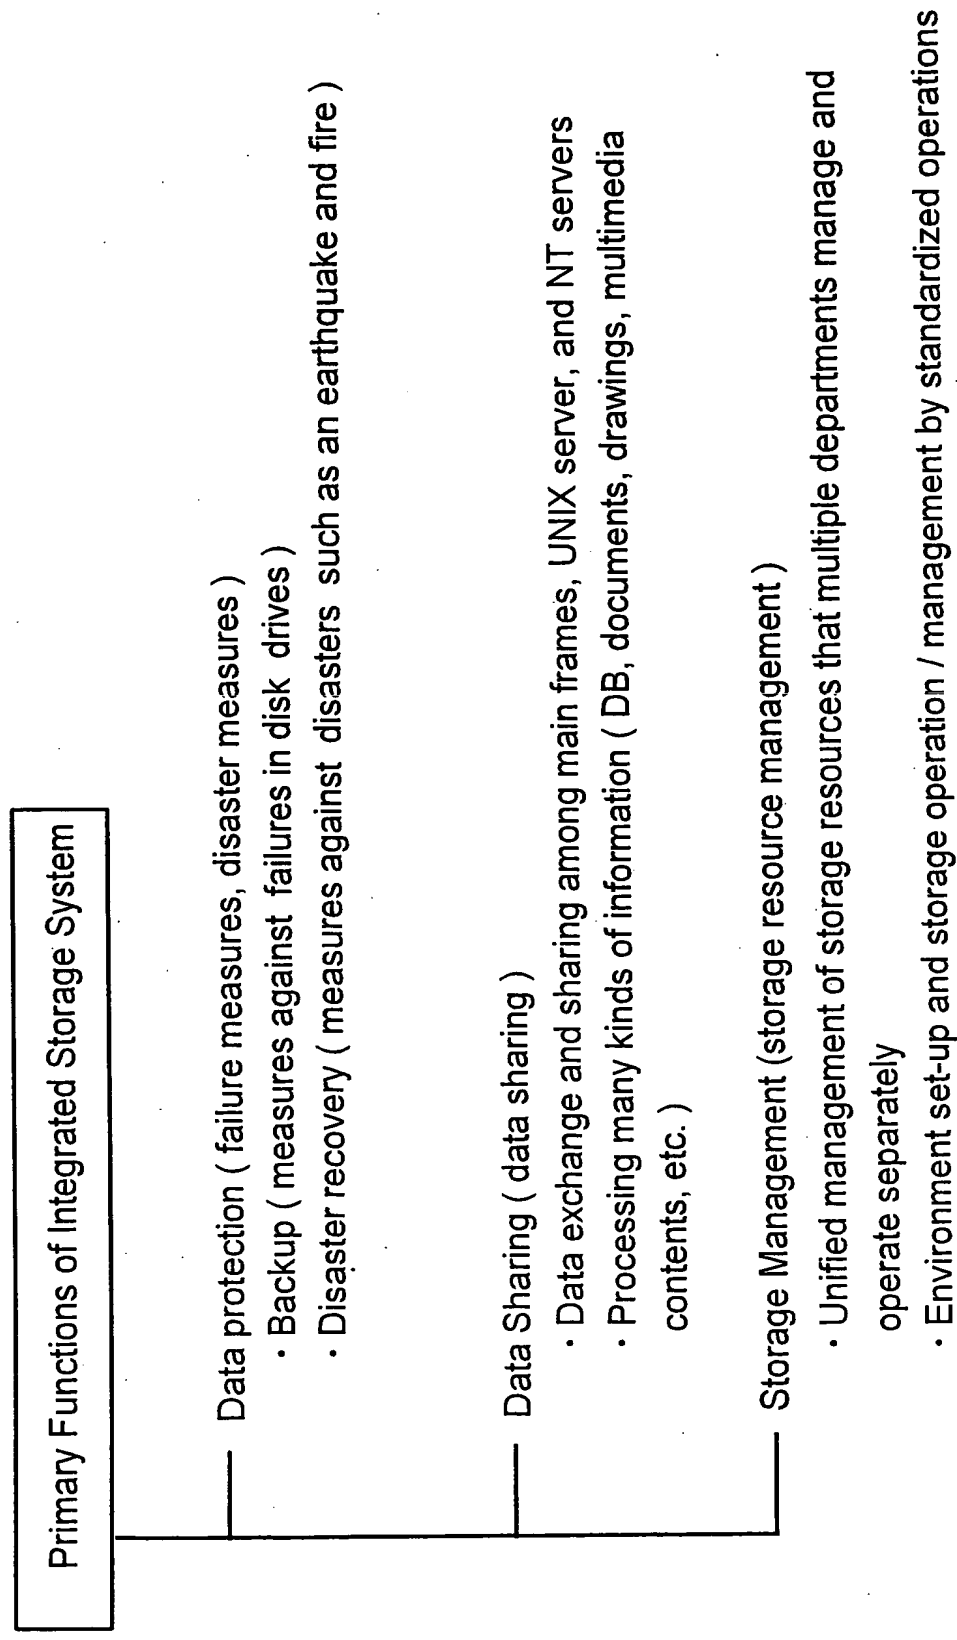 Primary Functions of Integrated Storage System
Data protection ( failure measures, disaster measures )
· Backup ( measures against failures in disk drives )
· Disaster recovery ( measures against disasters such as an earthquake and fire )
Data Sharing ( data sharing )
· Data exchange and sharing among main frames, UNIX server, and NT servers
· Processing many kinds of information ( DB, documents, drawings, multimedia
contents, etc. )
Storage Management (storage resource management )
· Unified management of storage resources that multiple departments manage and
operate separately
· Environment set-up and storage operation / management by standardized operations